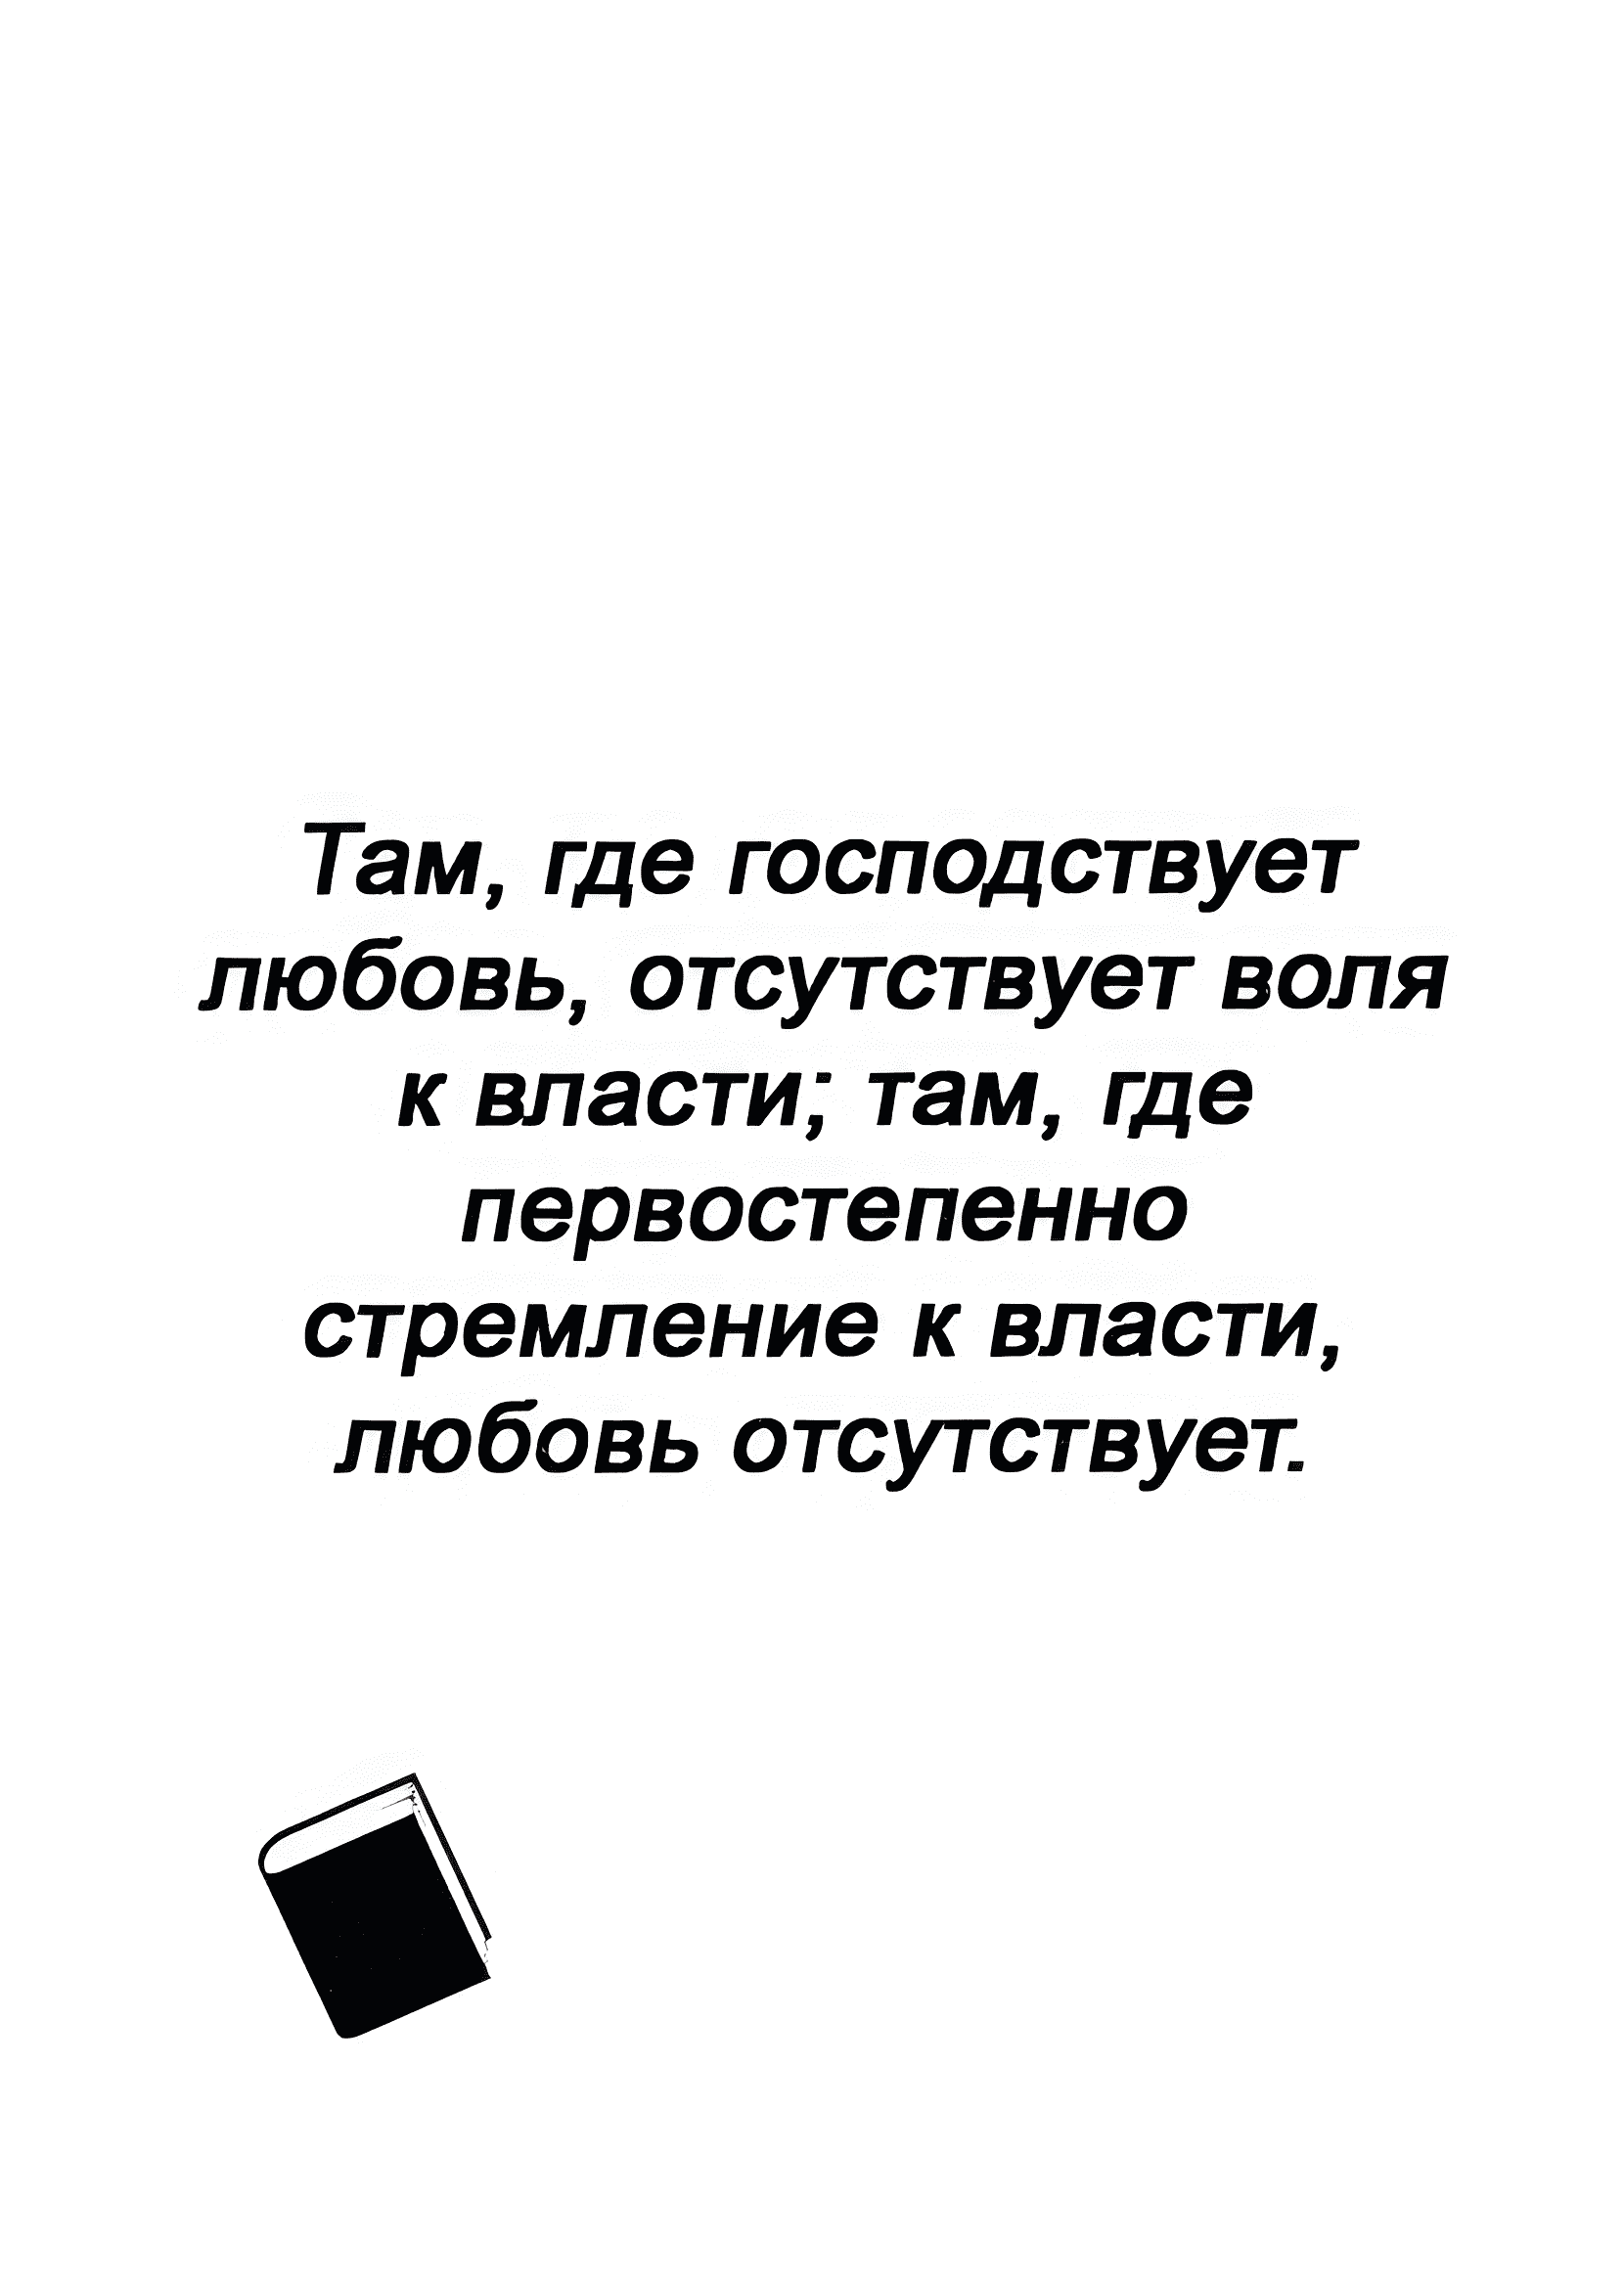 Там, где господствует
любовь, отсутствует воля
к власти; там, где
первостепенно
стремление к власти,
любовь отсутствует.